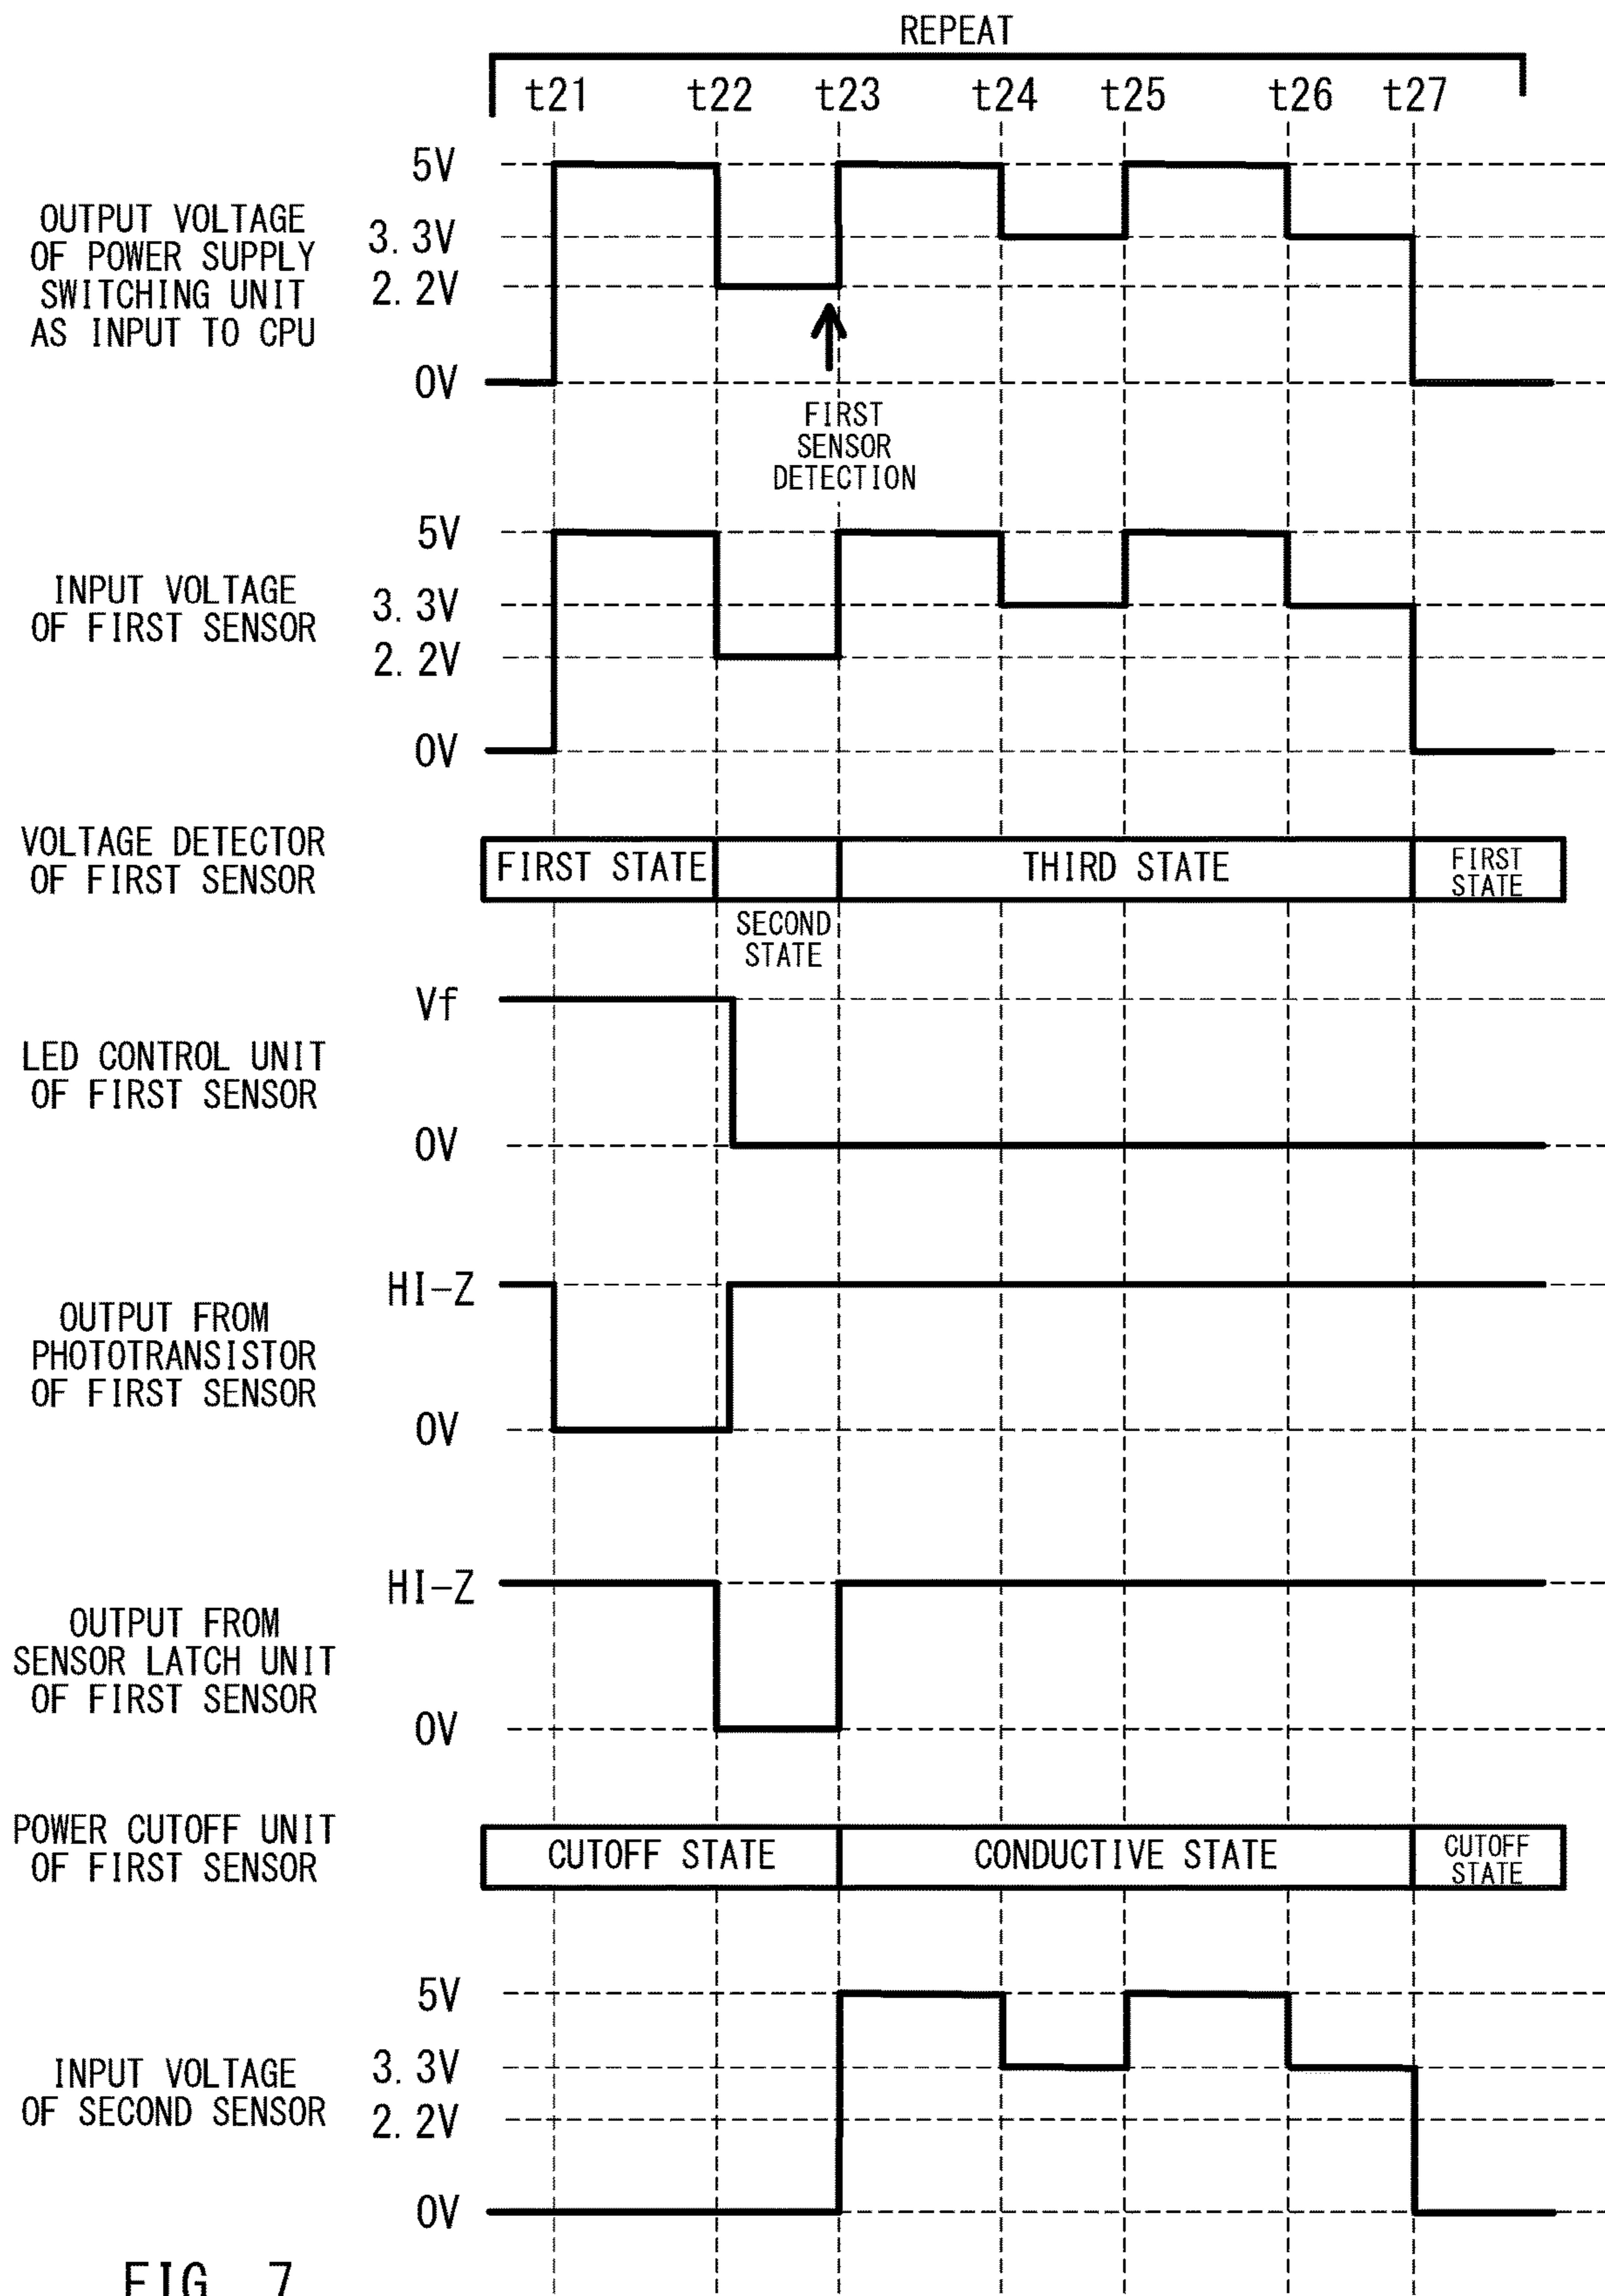 REPEAT
t21 t22 t23 t24 t25 t26 t27
OUTPUT VOLTAGE
OF POWER SUPPLY
SWITCHING UNIT
AS INPUT TO CPU
5V
3.3V
2.2V
0V
FIRST
SENSOR
DETECTION
INPUT VOLTAGE
OF FIRST SENSOR
5V
3.3V
2.2V
0V
VOLTAGE DETECTOR
OF FIRST SENSOR
FIRST STATE
SECOND
STATE
THIRD STATE
FIRST
STATE
LED CONTROL UNIT
OF FIRST SENSOR
Vf
0V
OUTPUT FROM
PHOTOTRANSISTOR
OF FIRST SENSOR
HI-Z
0V
OUTPUT FROM
SENSOR LATCH UNIT
OF FIRST SENSOR
HI-Z
0V
POWER CUTOFF UNIT
OF FIRST SENSOR
CUTOFF STATE
CONDUCTIVE STATE
CUTOFF
STATE
INPUT VOLTAGE
OF SECOND SENSOR
5V
3.3V
2.2V
0V
FIG. 7